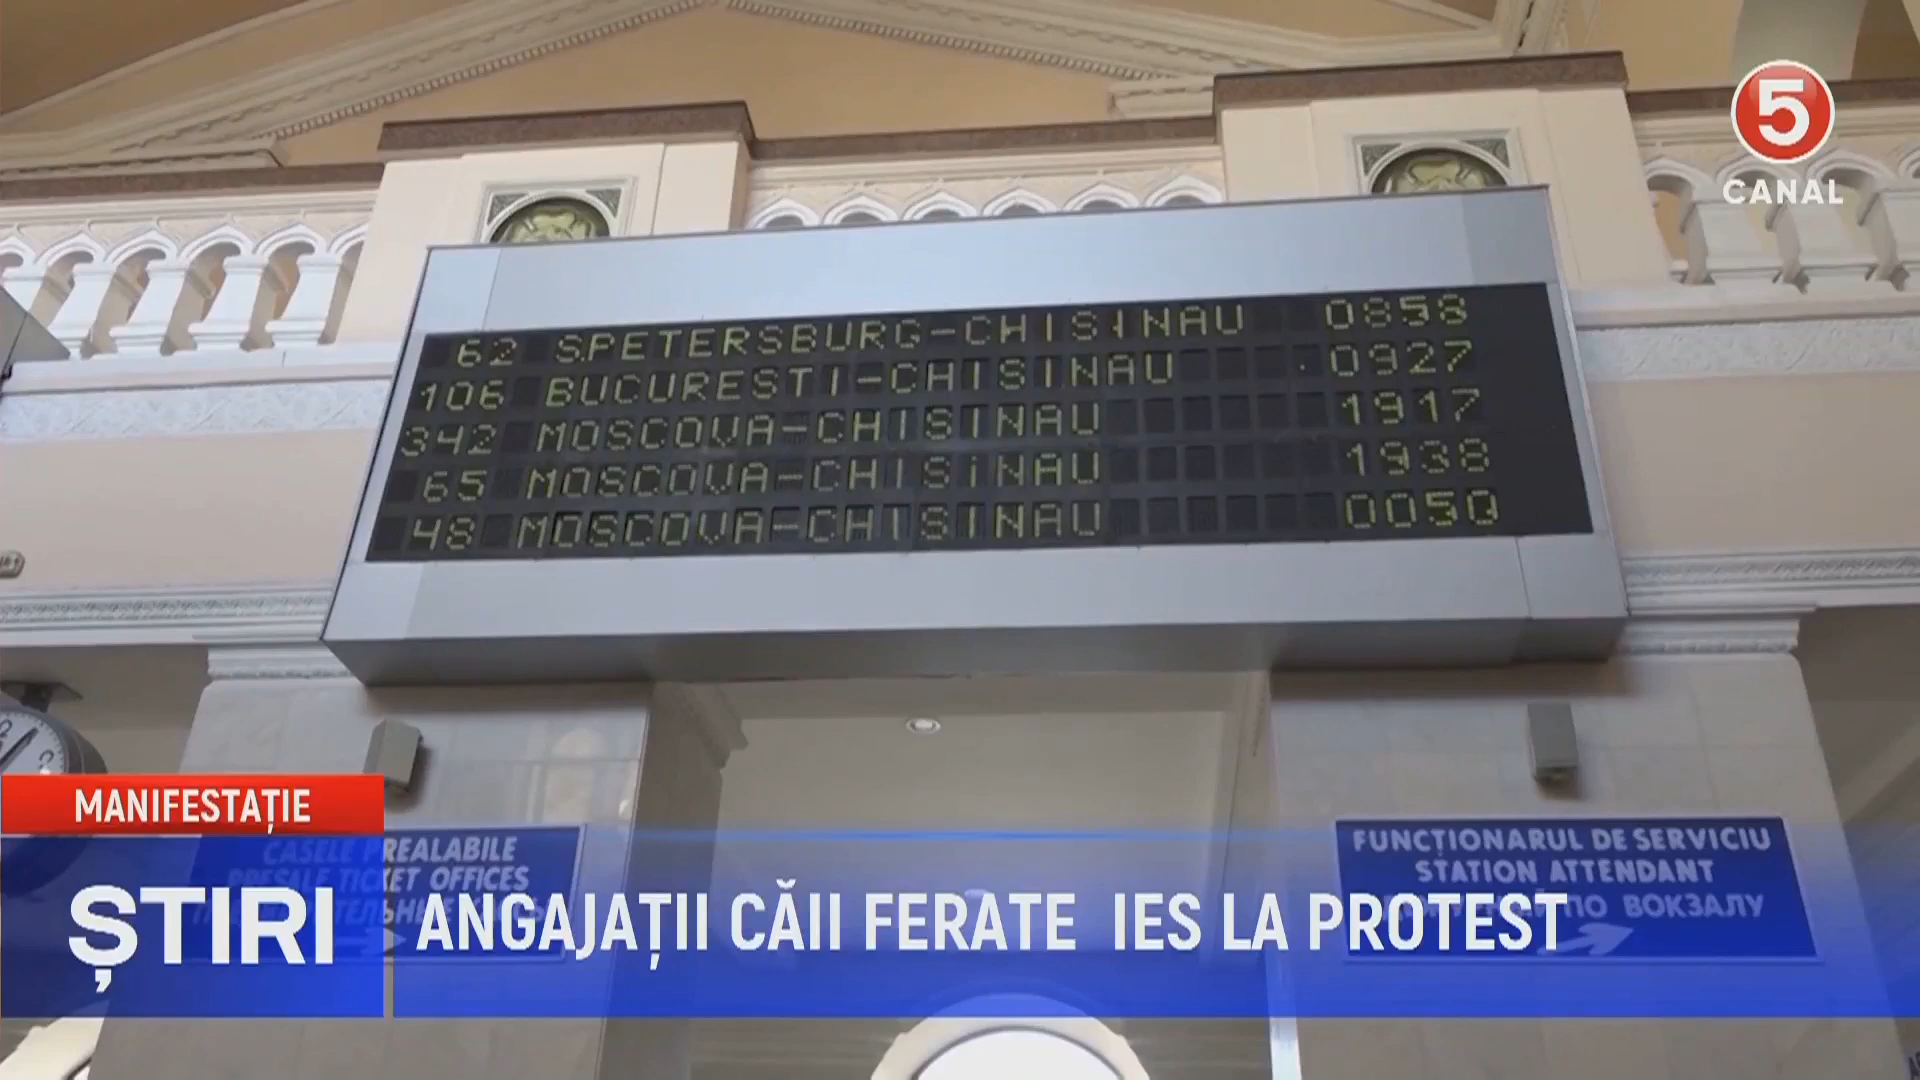 5
CANAL
62 S.PETERSBURG-CHISINAU 0858
106 BUCURESTI-CHISINAU 0927
342 MOSCOVA-CHISINAU 1917
65 MOSCOVA-CHISINAU 1938
48 MOSCOVA-CHISINAU 0050
MANIFESTAȚIE
CASELE PREALABILE
PRESALE TICKET OFFICES
FUNCȚIONARUL DE SERVICIU
STATION ATTENDANT
ПО ВОКЗАЛУ
ȘTIRI
ANGAJAȚII CĂII FERATE IES LA PROTEST